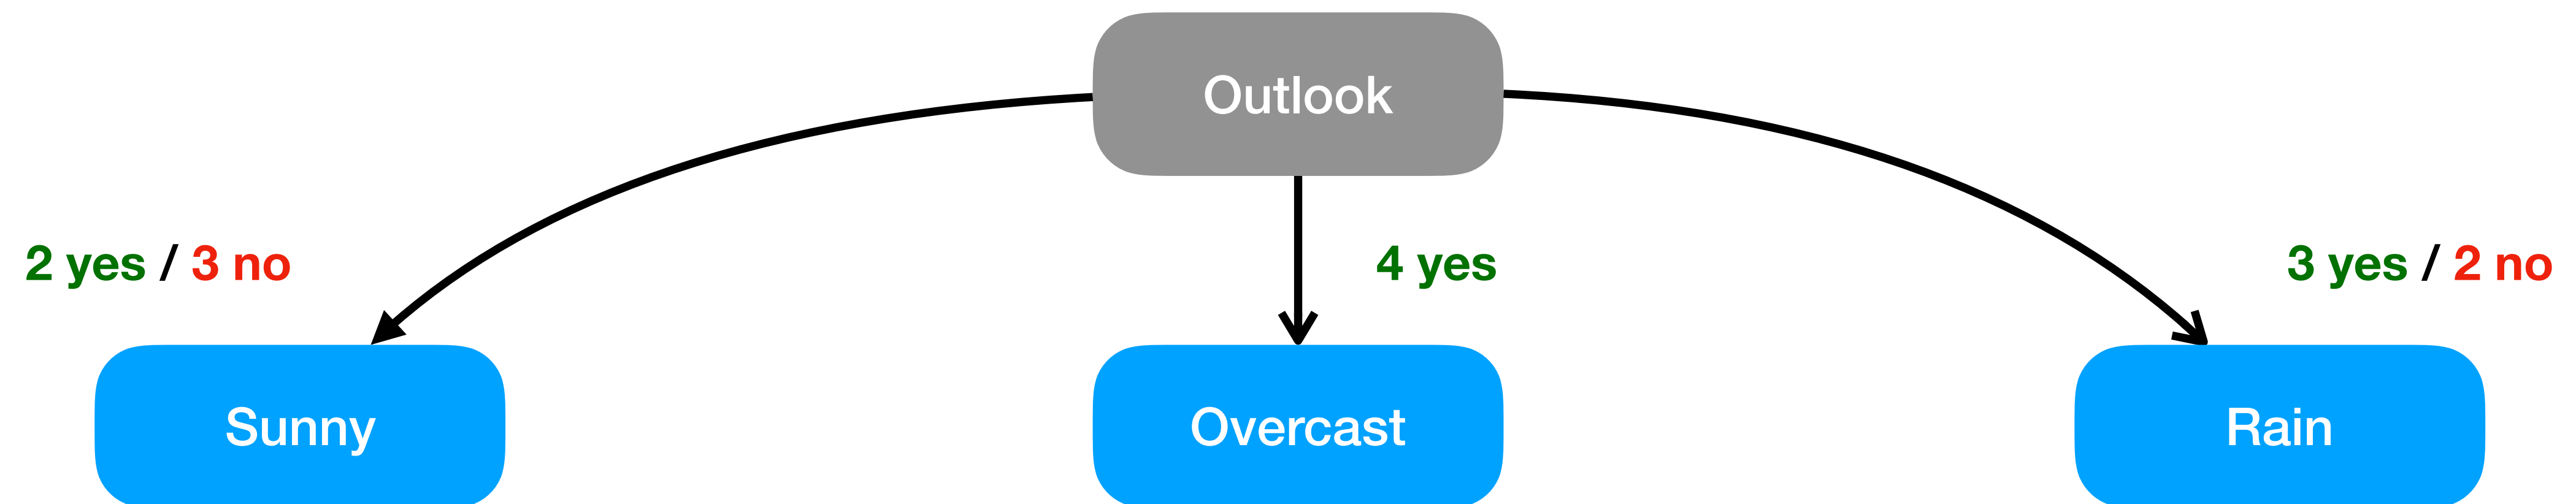 Outlook
2 yes / 3 no
4 yes
3 yes / 2 no
Sunny
Overcast
Rain